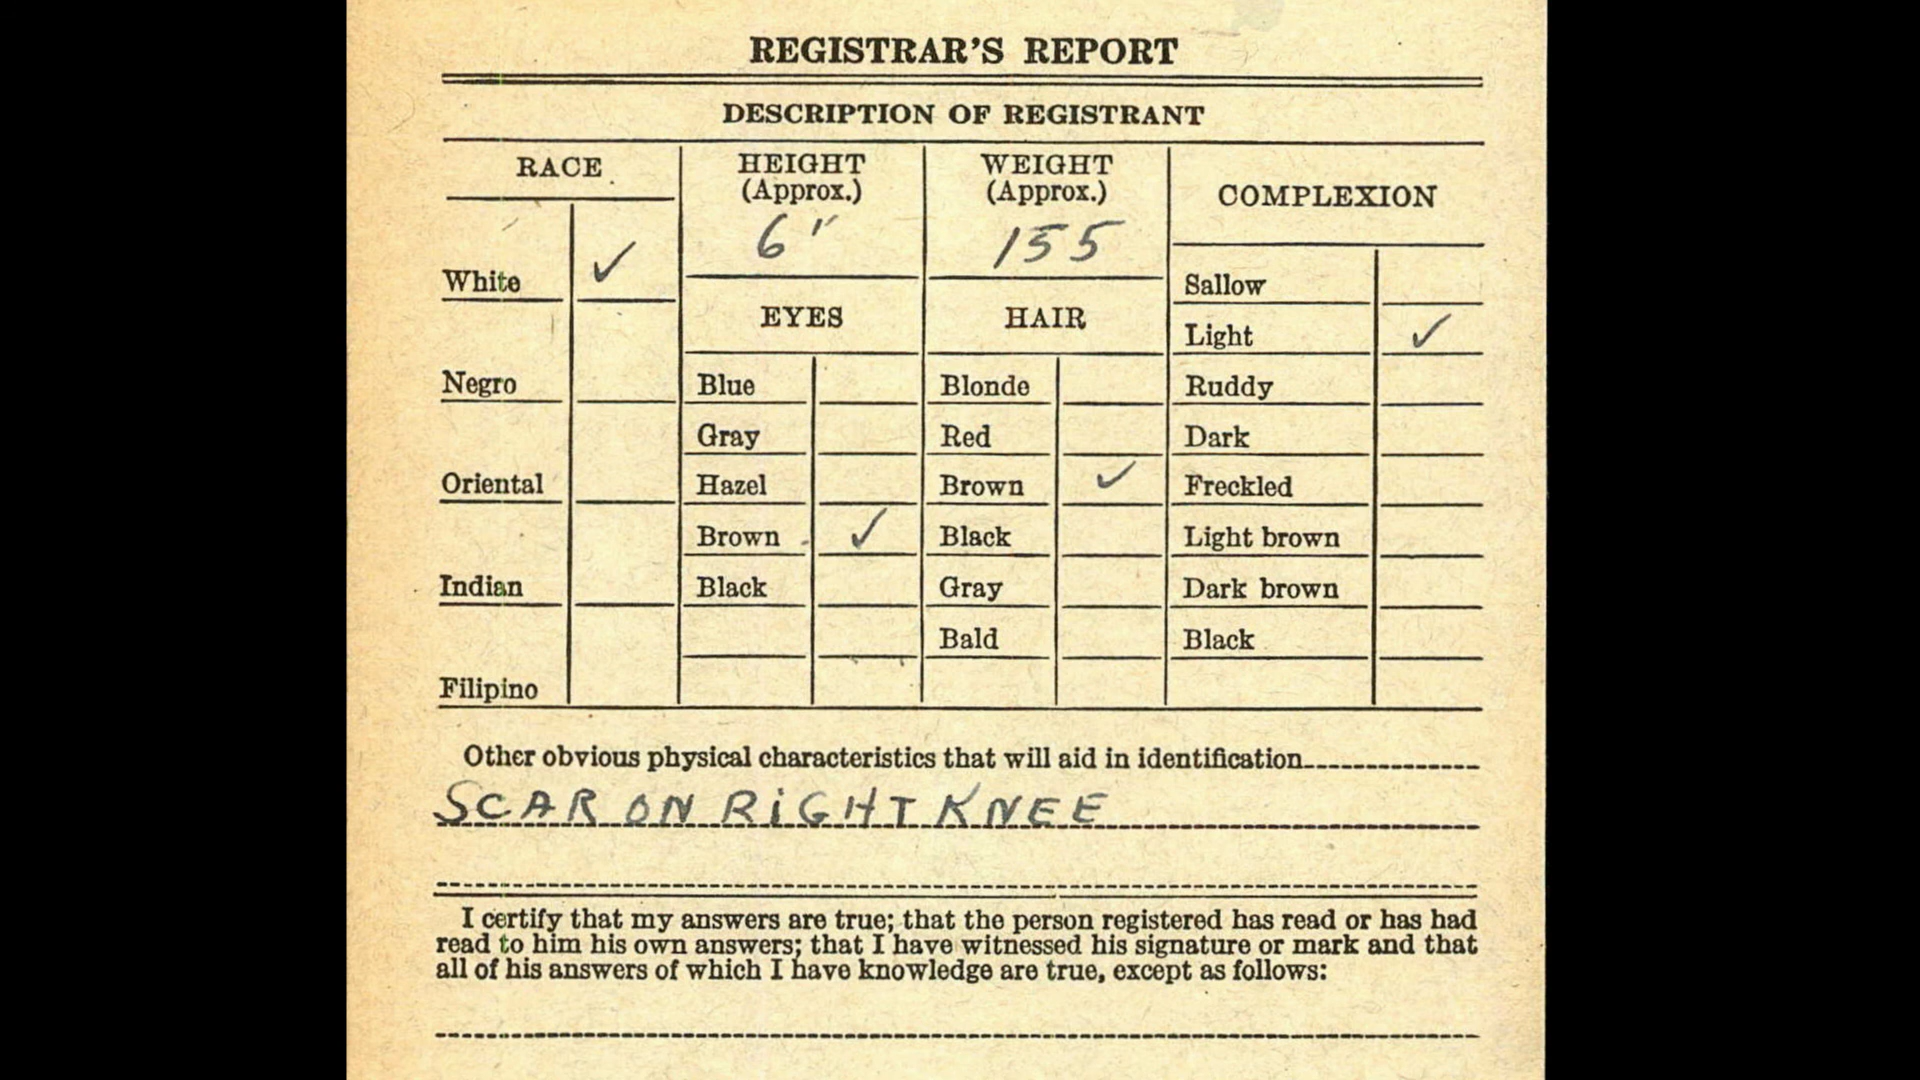 REGISTRAR'S REPORT
DESCRIPTION OF REGISTRANT
RACE
HEIGHT
(Approx.)
WEIGHT
(Approx.)
COMPLEXION
6"
155
White ✓
Sallow
EYES
HAIR
Light ✓
Negro
Blue
Blonde
Ruddy
Gray
Red
Dark
Oriental
Hazel
Brown ✓
Freckled
Brown ✓
Black
Light brown
Indian
Black
Gray
Dark brown
Bald
Black
Filipino
Other obvious physical characteristics that will aid in identification
SCAR ON RIGHT KNEE
I certify that my answers are true; that the person registered has read or has had
read to him his own answers; that I have witnessed his signature or mark and that
all of his answers of which I have knowledge are true, except as follows: